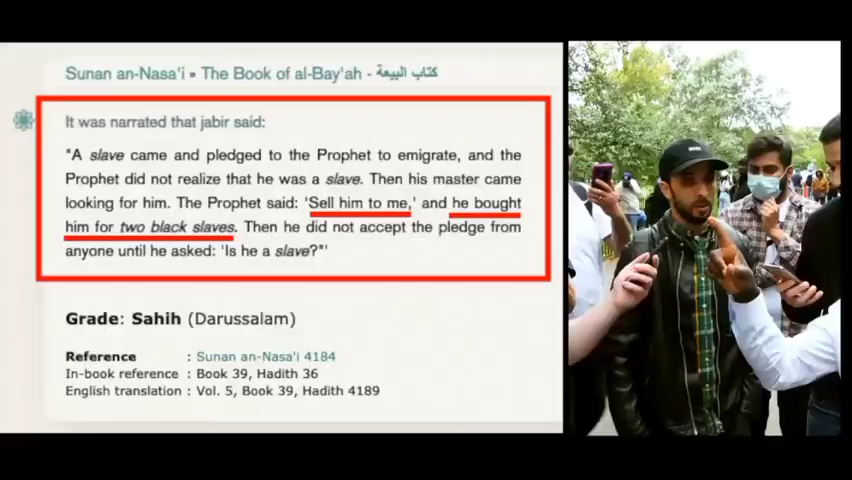 Sunan an-Nasa'i » The Book of al-Bay'ah - كتاب البيعة
It was narrated that jabir said:
"A slave came and pledged to the Prophet to emigrate, and the
Prophet did not realize that he was a slave. Then his master came
looking for him. The Prophet said: 'Sell him to me,' and he bought
him for two black slaves. Then he did not accept the pledge from
anyone until he asked: 'Is he a slave?"'
Grade: Sahih (Darussalam)
Reference : Sunan an-Nasa'i 4184
In-book reference : Book 39, Hadith 36
English translation : Vol. 5, Book 39, Hadith 4189